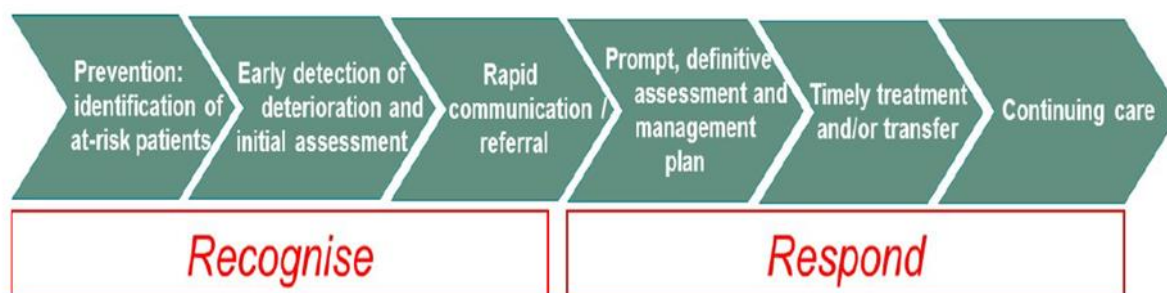 Prevention:
identification of
at-risk patients
Early detection of
deterioration and
initial assessment
Rapid
communication /
referral
Prompt, definitive
assessment and
management
plan
Timely treatment
and/or transfer
Continuing care
Recognise
Respond